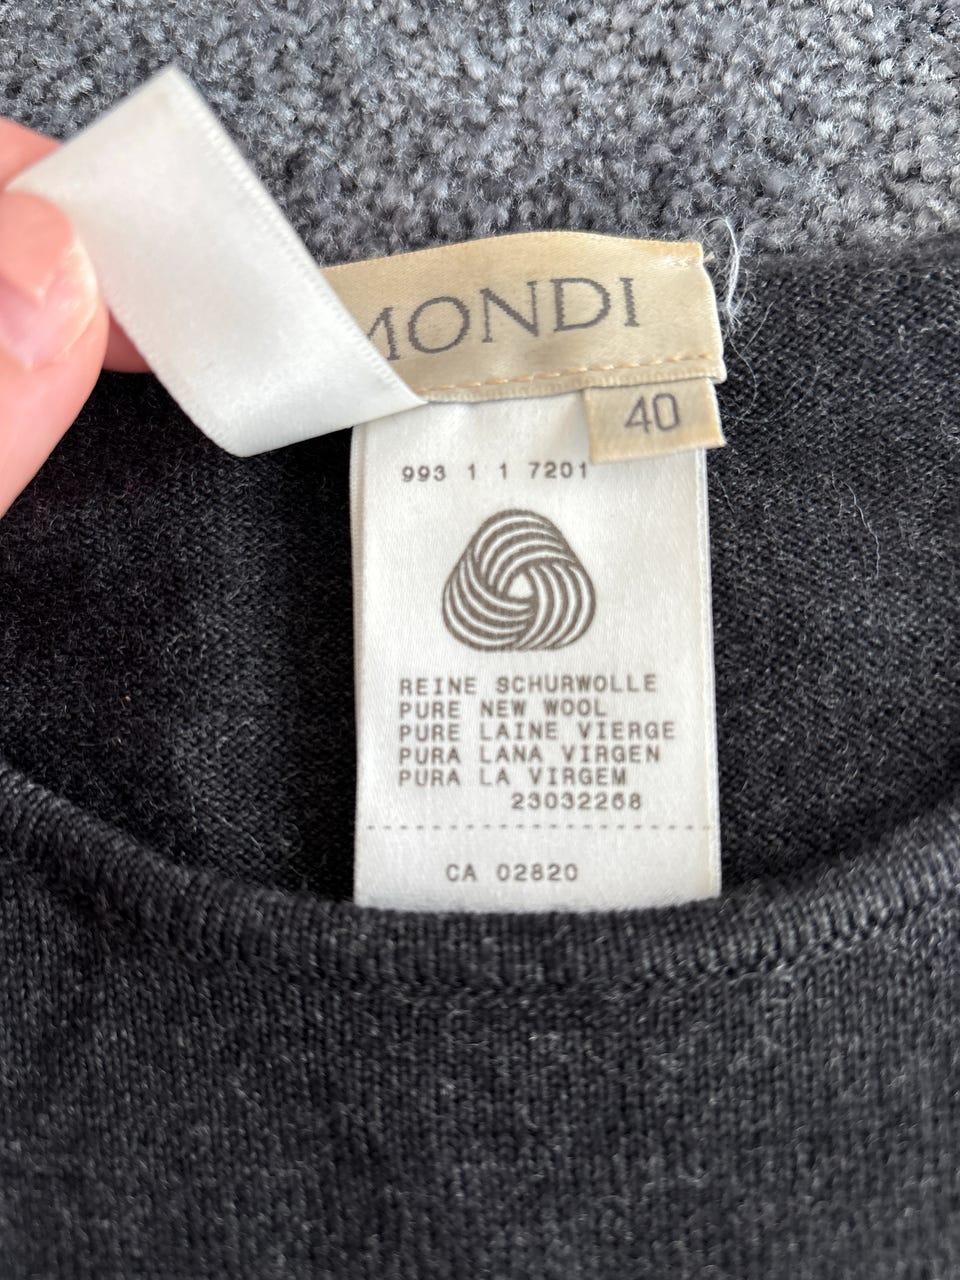 MONDI
40
993 1 1 7201
REINE SCHURWOLLE
PURE NEW WOOL
PURE LAINE VIERGE
PURA LANA VIRGEN
PURA LA VIRGEM
23032268
CA 02820